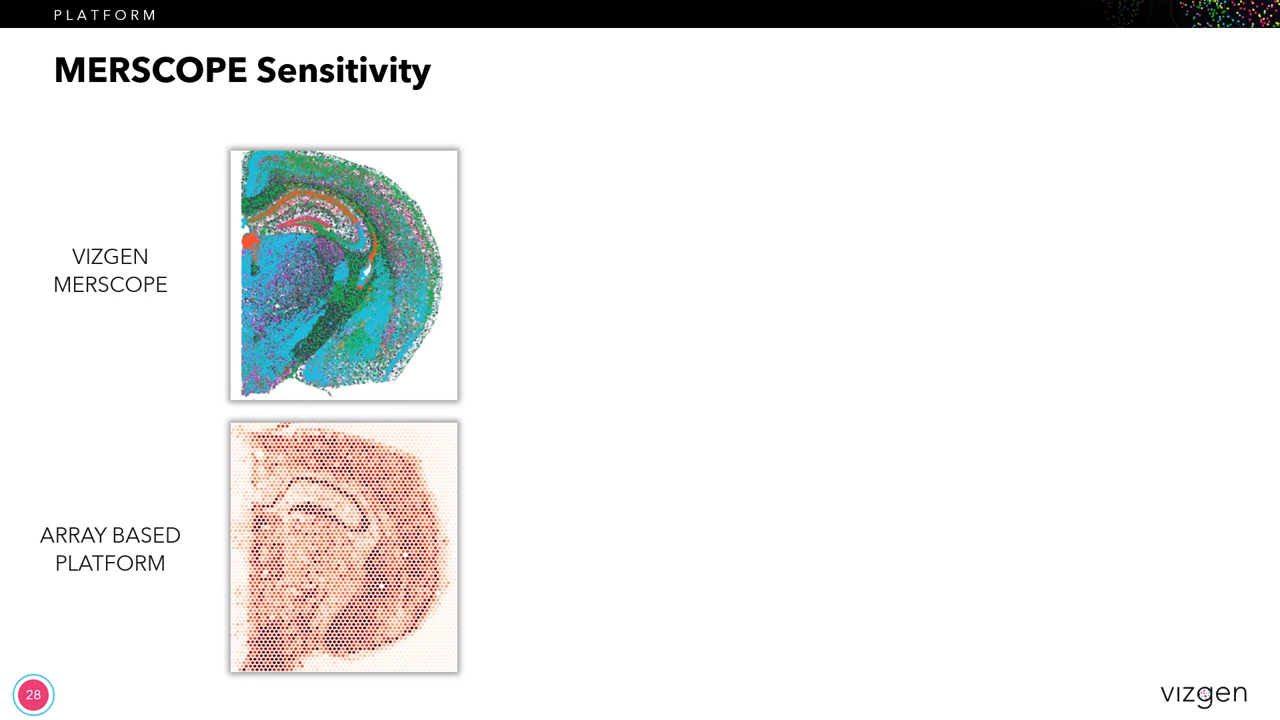 PLATFORM
MERSCOPE Sensitivity
VIZGEN
MERSCOPE
ARRAY BASED
PLATFORM
28
vizgen